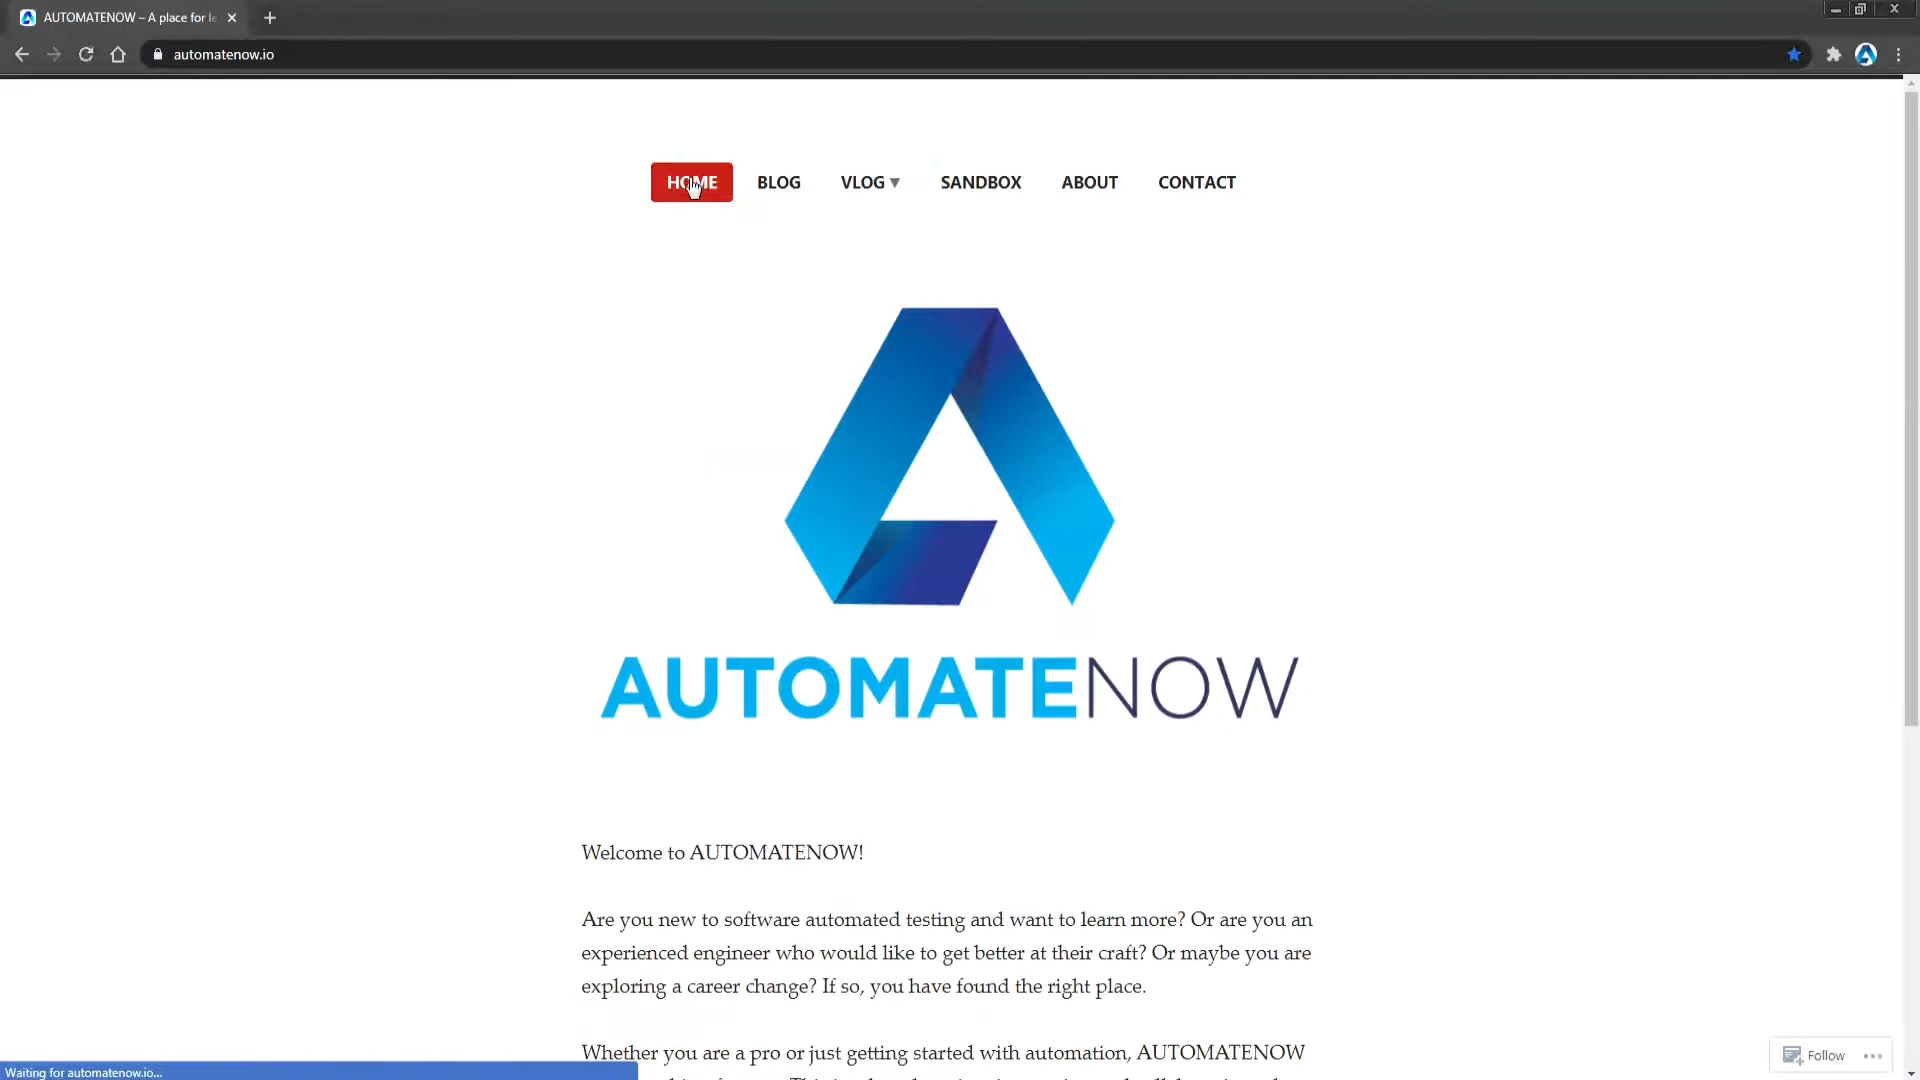 AUTOMATENOW – A place for le
automatenow.io
HOME BLOG VLOG ▼ SANDBOX ABOUT CONTACT
AUTOMATENOW
Welcome to AUTOMATENOW!
Are you new to software automated testing and want to learn more? Or are you an
experienced engineer who would like to get better at their craft? Or maybe you are
exploring a career change? If so, you have found the right place.
Whether you are a pro or just getting started with automation, AUTOMATENOW
Follow
Waiting for automatenow.io...